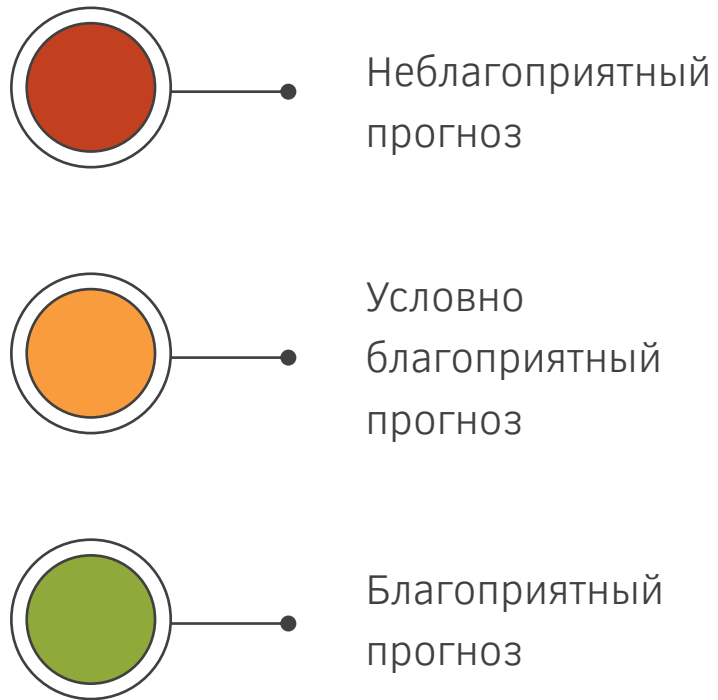 Неблагоприятный
прогноз
Условно
благоприятный
прогноз
Благоприятный
прогноз